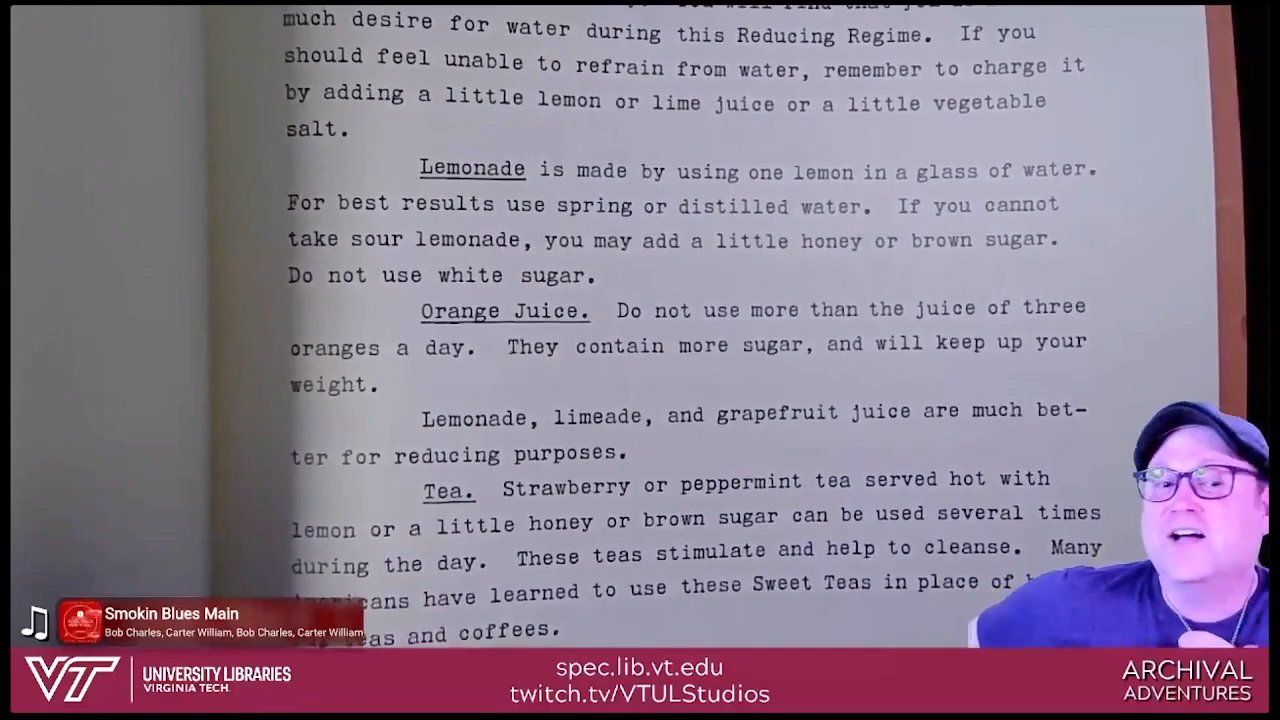 much desire for water during this Reducing Regime. If you
should feel unable to refrain from water, remember to charge it
by adding a little lemon or lime juice or a little vegetable
salt.
Lemonade is made by using one lemon in a glass of water.
For best results use spring or distilled water. If you cannot
take sour lemonade, you may add a little honey or brown sugar.
Do not use white sugar.
Orange Juice. Do not use more than the juice of three
oranges a day. They contain more sugar, and will keep up your
weight.
Lemonade, limeade, and grapefruit juice are much bet-
ter for reducing purposes.
Tea. Strawberry or peppermint tea served hot with
lemon or a little honey or brown sugar can be used several times
during the day. These teas stimulate and help to cleanse. Many
have learned to use these Sweet Teas in place of
and coffees.
Smokin Blues Main
Bob Charles, Carter William, Bob Charles, Carter William
VT UNIVERSITY LIBRARIES
VIRGINIA TECH.
spec.lib.vt.edu
twitch.tv/VTULStudios
ARCHIVAL
ADVENTURES